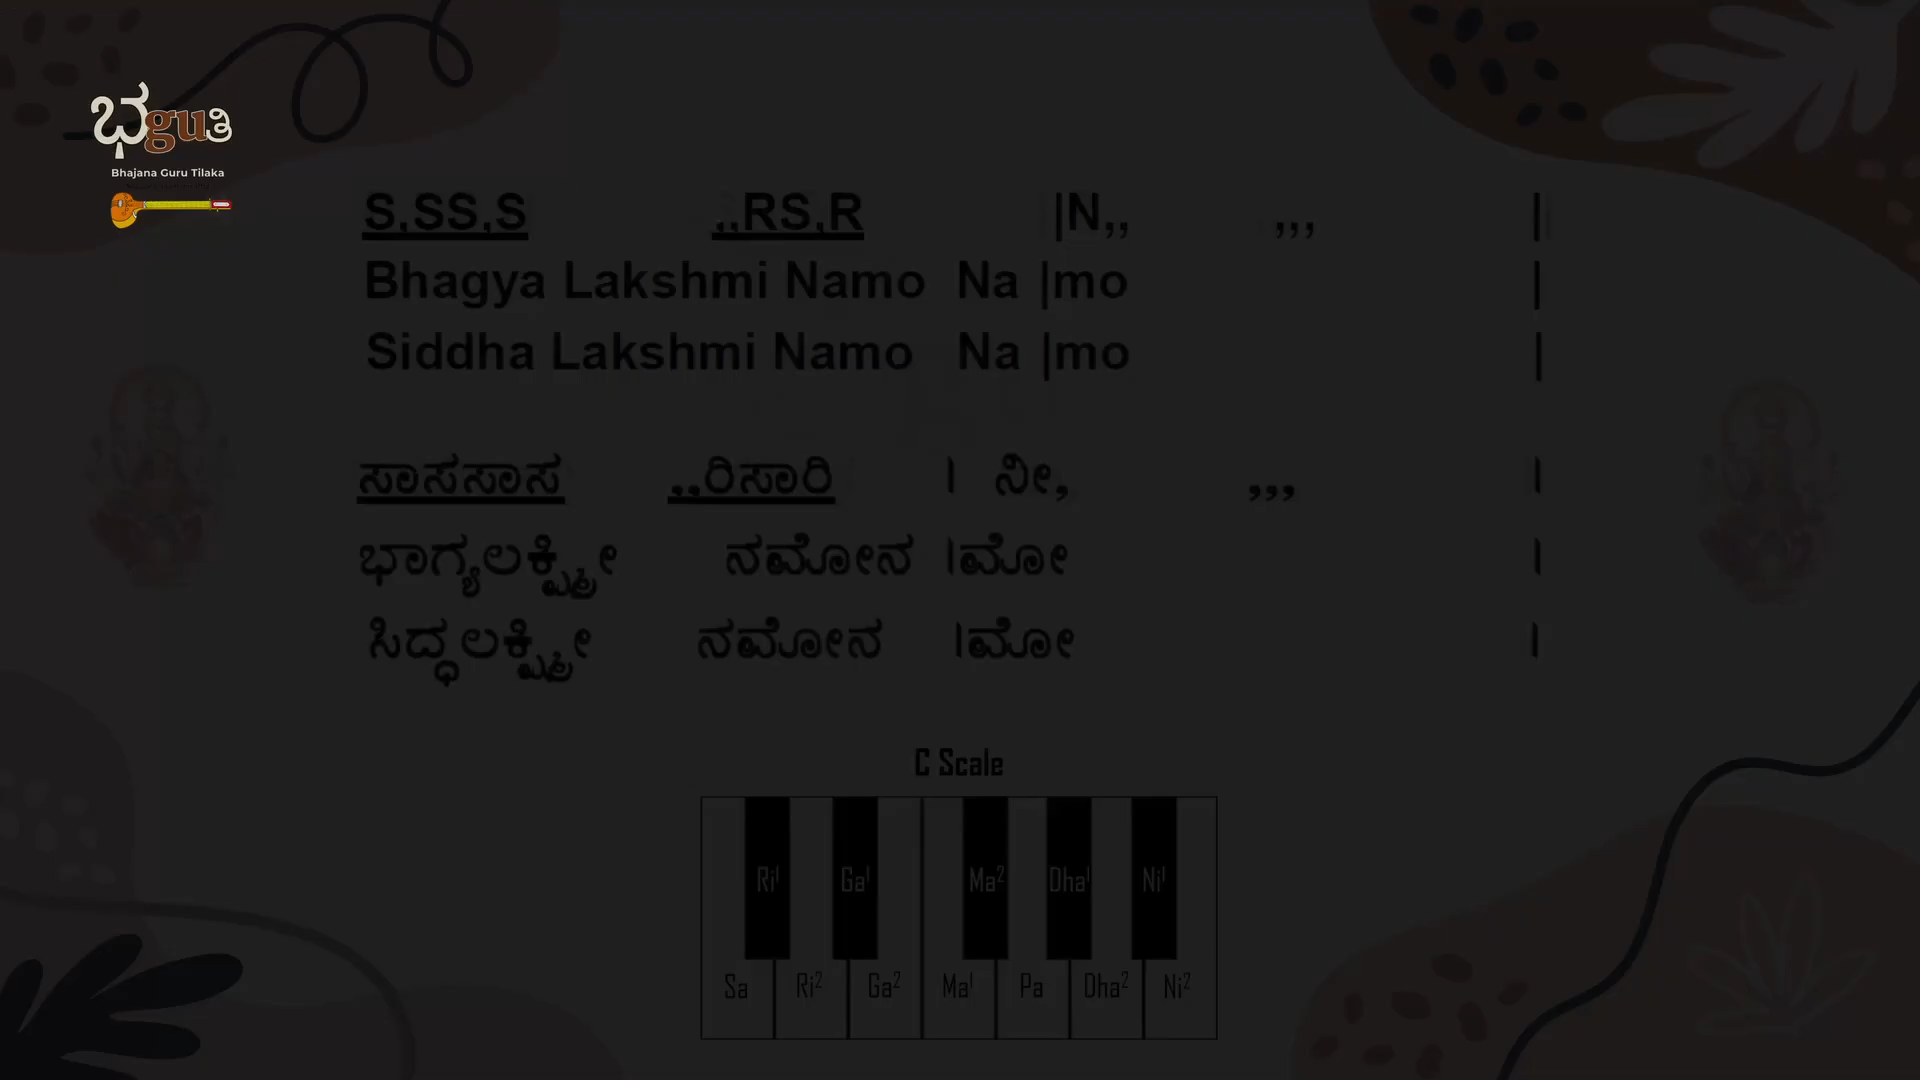 ಭguತಿ
Bhajana Guru Tilaka
S,SS,S ,,RS,R |N,, ,,, |
Bhagya Lakshmi Namo Na |mo |
Siddha Lakshmi Namo Na |mo |
ಸಾಸಸಾಸ ,,ರಿಸಾರಿ । ನೀ, ,,, ।
ಭಾಗ್ಯಲಕ್ಷ್ಮೀ ನಮೋನ ।ಮೋ ।
ಸಿದ್ಧಲಕ್ಷ್ಮೀ ನಮೋನ ।ಮೋ ।
C Scale
Ri¹ Ga¹ Ma² Dha¹ Ni¹
Sa Ri² Ga² Ma¹ Pa Dha² Ni²